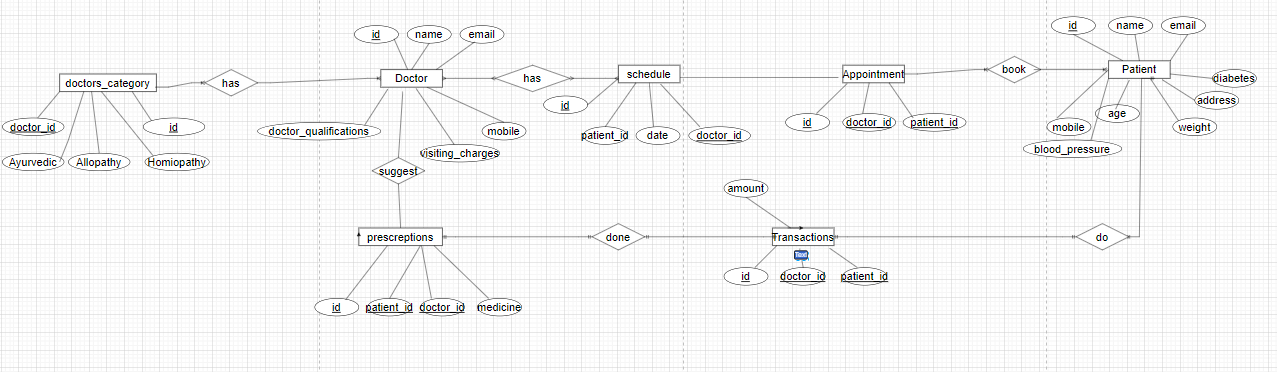 id
name
email
id
name
email
doctors_category
has
Doctor
has
schedule
Appointment
book
Patient
diabetes
address
id
doctor_id
id
doctor_qualifications
mobile
patient_id
date
doctor_id
id
doctor_id
patient_id
mobile
age
weight
blood_pressure
Ayurvedic
Allopathy
Homiopathy
visiting_charges
suggest
amount
prescreptions
done
Transactions
do
Text
id
patient_id
doctor_id
medicine
id
doctor_id
patient_id